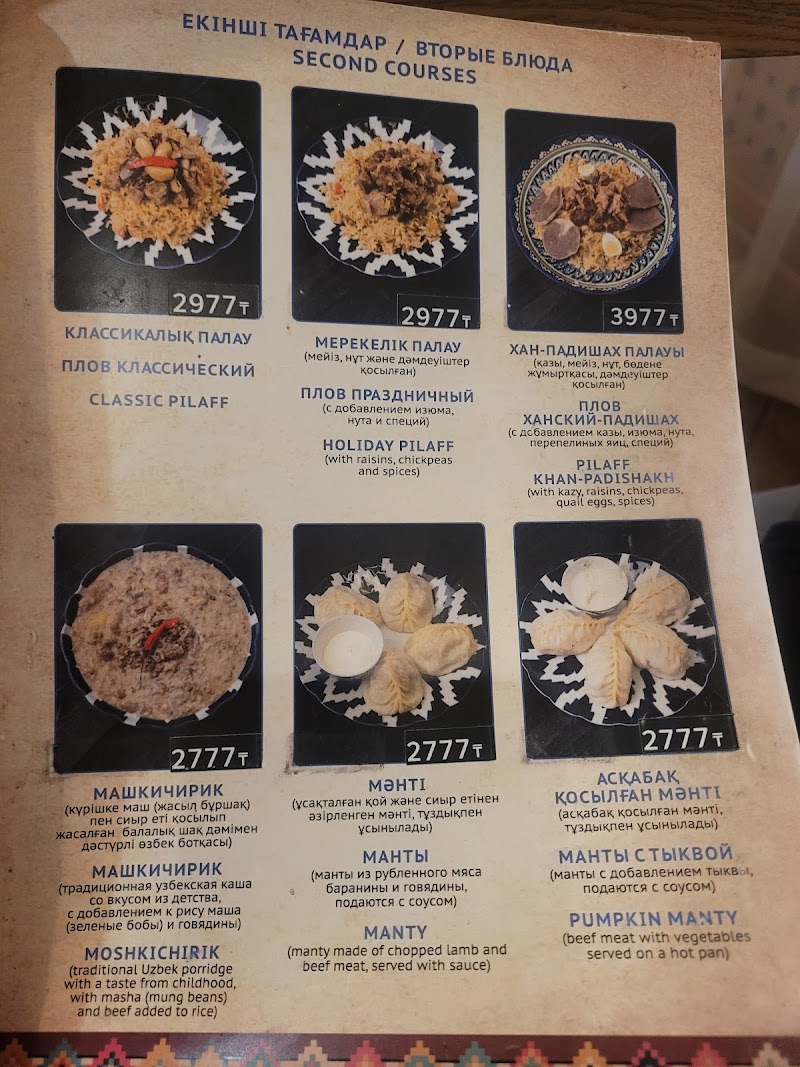 ЕКІНШІ ТАҒАМДАР / ВТОРЫЕ БЛЮДА
SECOND COURSES
2977₸
КЛАССИКАЛЫҚ ПАЛАУ
ПЛОВ КЛАССИЧЕСКИЙ
CLASSIC PILAFF
2977₸
МЕРЕКЕЛІК ПАЛАУ
(мейіз, нұт және дәмдеуіштер
қосылған)
ПЛОВ ПРАЗДНИЧНЫЙ
(с добавлением изюма,
нута и специй)
HOLIDAY PILAFF
(with raisins, chickpeas
and spices)
3977₸
ХАН-ПАДИШАХ ПАЛАУЫ
(қазы, мейіз, нұт, бөдене
жұмыртқасы, дәмдеуіштер
қосылған)
ПЛОВ
ХАНСКИЙ-ПАДИШАХ
(с добавлением казы, изюма, нута,
перепелиных яиц, специй)
PILAFF
KHAN-PADISHAKH
(with kazy, raisins, chickpeas,
quail eggs, spices)
2777₸
МАШКИЧИРИК
(күрішке маш (жасыл бұршақ)
пен сиыр еті қосылып
жасалған балалық шақ дәмімен
дәстүрлі өзбек ботқасы)
МАШКИЧИРИК
(традиционная узбекская каша
со вкусом из детства,
с добавлением к рису маша
(зеленые бобы) и говядины)
MOSHKICHIRIK
(traditional Uzbek porridge
with a taste from childhood,
with masha (mung beans)
and beef added to rice)
2777₸
МӘНТІ
(ұсақталған қой және сиыр етінен
әзірленген мәнті, тұздықпен
ұсынылады)
МАНТЫ
(манты из рубленного мяса
баранины и говядины,
подаются с соусом)
MANTY
(manty made of chopped lamb and
beef meat, served with sauce)
2777₸
АСҚАБАҚ
ҚОСЫЛҒАН МӘНТІ
(асқабақ қосылған мәнті,
тұздықпен ұсынылады)
МАНТЫ С ТЫКВОЙ
(манты с добавлением тыквы,
подаются с соусом)
PUMPKIN MANTY
(beef meat with vegetables
served on a hot pan)